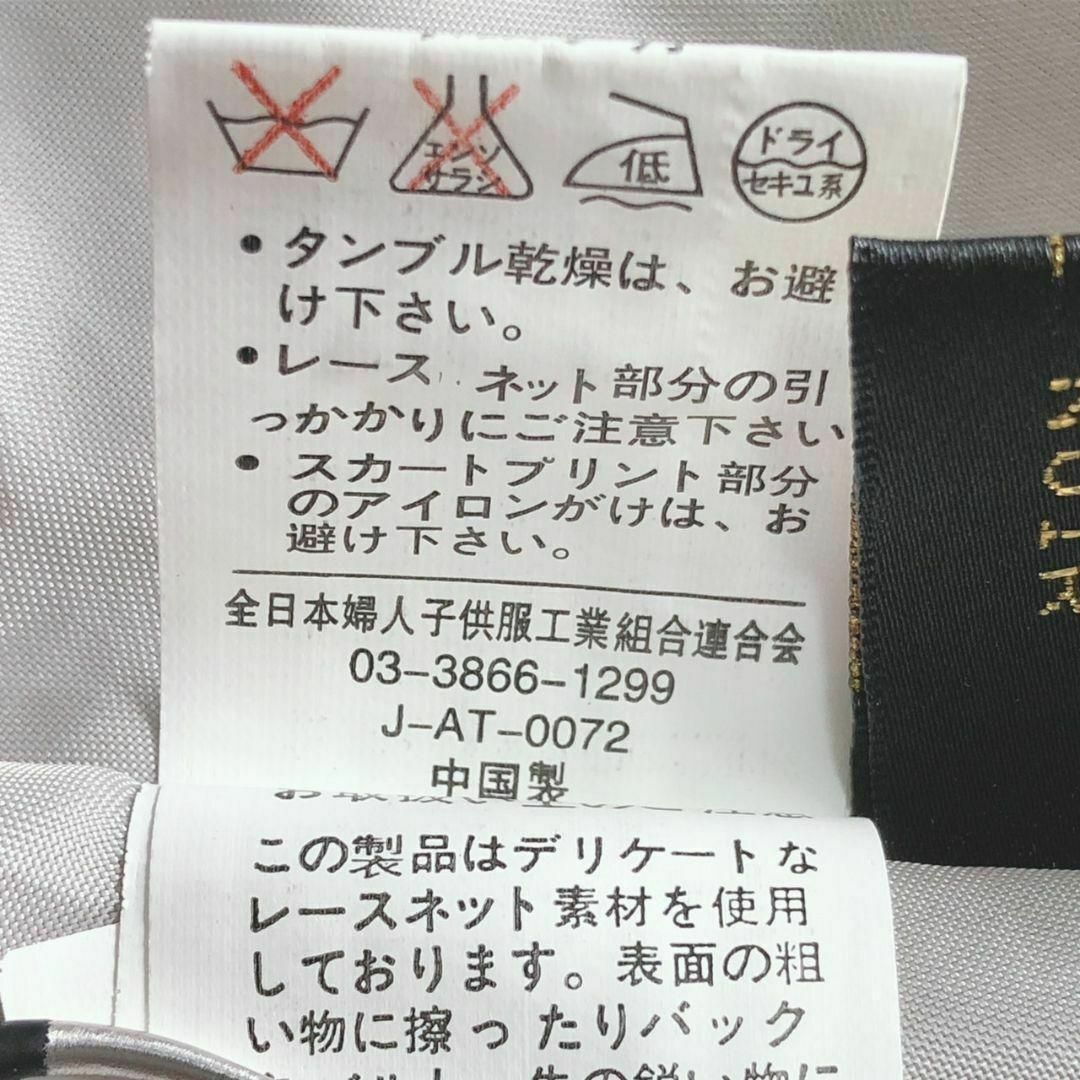 エンソ
サラシ
低
ドライ
セキユ系
・タンブル乾燥は、お避
け下さい。
・レース、ネット部分の引
っかかりにご注意下さい
・スカートプリント部分
のアイロンがけは、お
避け下さい。
全日本婦人子供服工業組合連合会
03-3866-1299
J-AT-0072
中国製
この製品はデリケートな
レースネット素材を使用
しております。表面の粗
い物に擦ったりバック